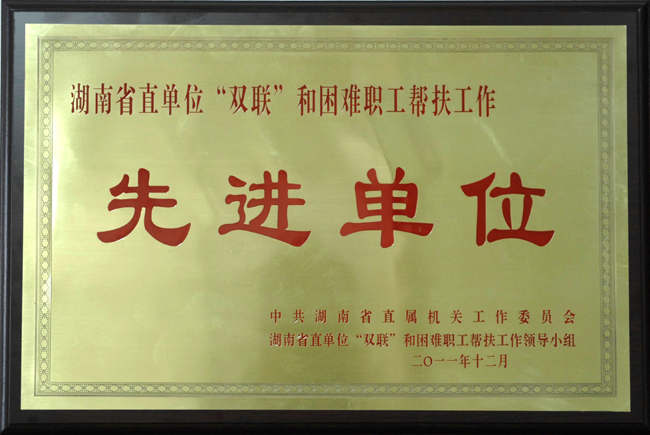 湖南省直单位“双联”和困难职工帮扶工作
先进单位
中共湖南省直属机关工作委员会
湖南省直单位“双联”和困难职工帮扶工作领导小组
二〇一一年十二月